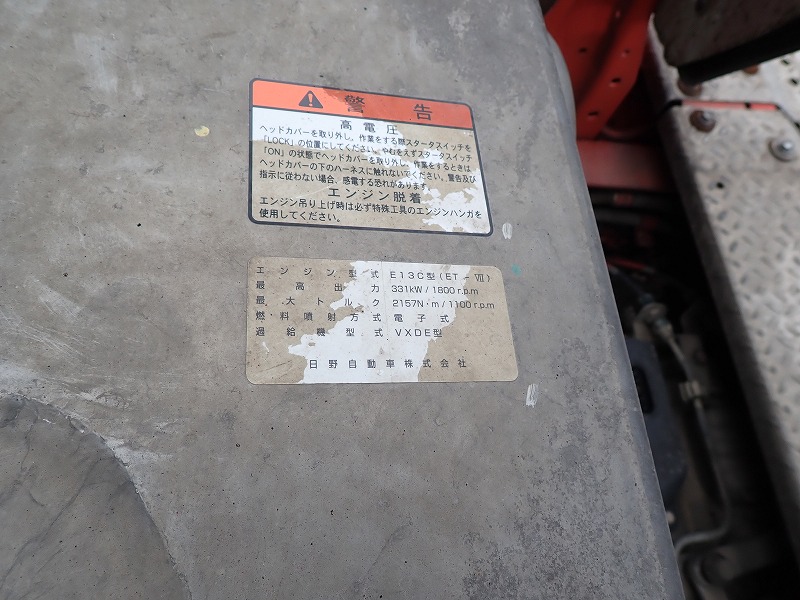 警告
高電圧
ヘッドカバーを取り外し、作業をする際スタータスイッチを
「LOCK」の位置にしてください。やむをえずスタータスイッチ
「ON」の状態でヘッドカバーを取り外し、作業をするときは
ヘッドカバーの下のハーネスに触れないでください。警告及び
指示に従わない場合、感電する恐れがあります。
エンジン脱着
エンジン吊り上げ時は必ず特殊工具のエンジンハンガを
使用してください。
エンジン型式 E13C型(ET-Ⅶ)
最高出力 331kW/1800r.p.m
最大トルク 2157N・m/1100r.p.m
燃料噴射方式 電子式
過給機型式 VXDE型
日野自動車株式会社